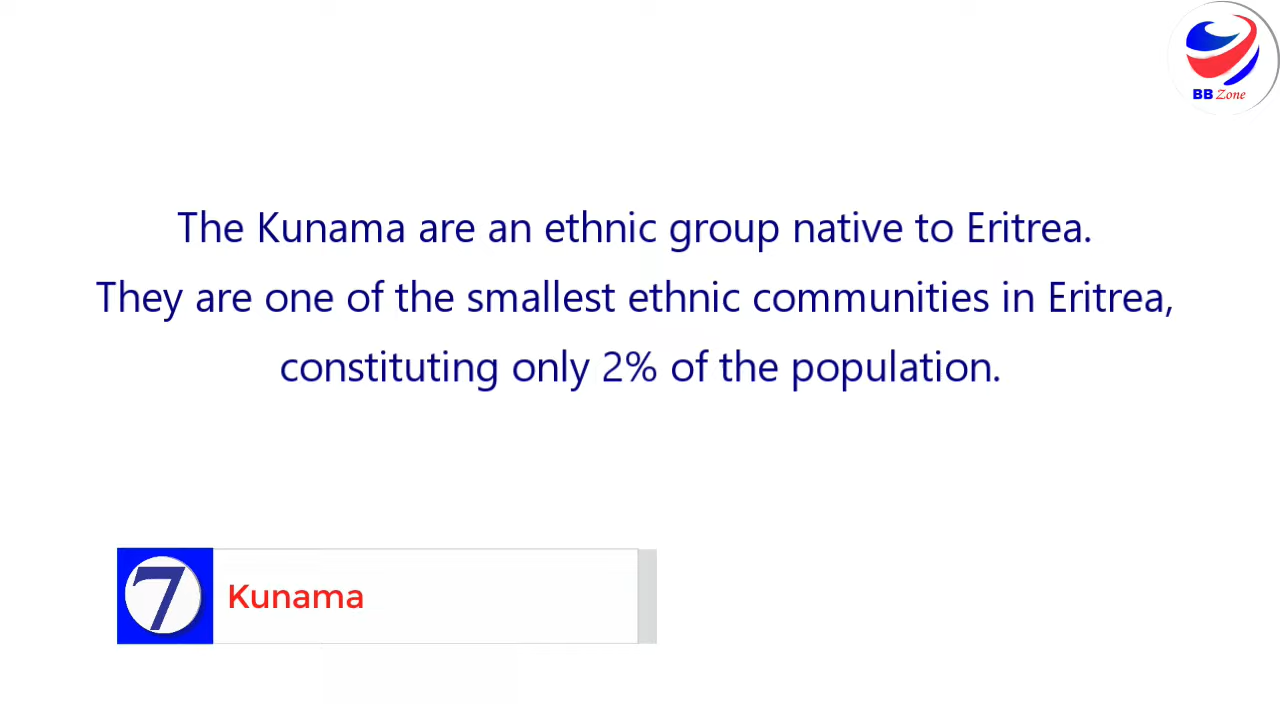 BB Zone
The Kunama are an ethnic group native to Eritrea.
They are one of the smallest ethnic communities in Eritrea,
constituting only 2% of the population.
7
Kunama